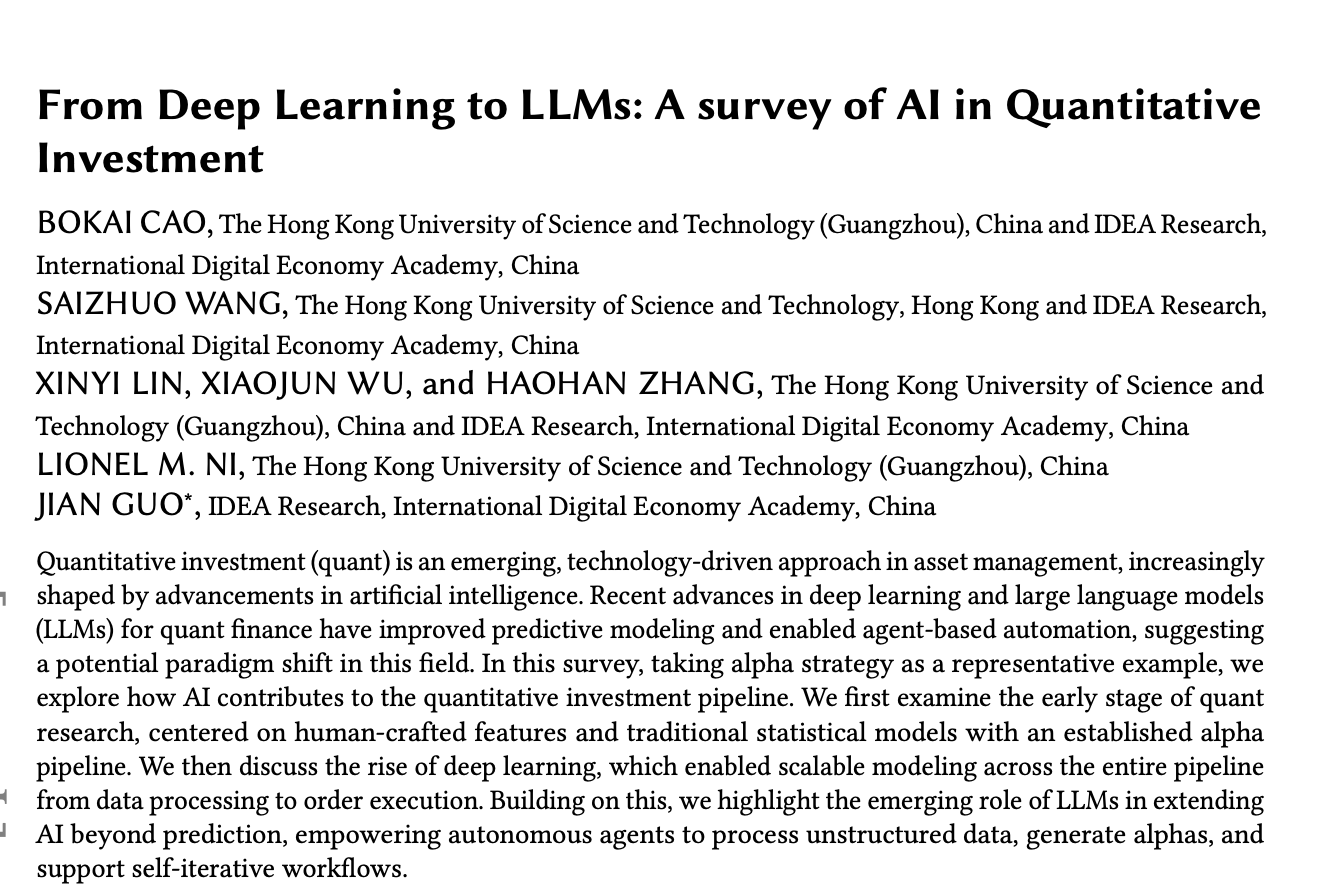 From Deep Learning to LLMs: A survey of AI in Quantitative
Investment
BOKAI CAO, The Hong Kong University of Science and Technology (Guangzhou), China and IDEA Research,
International Digital Economy Academy, China
SAIZHUO WANG, The Hong Kong University of Science and Technology, Hong Kong and IDEA Research,
International Digital Economy Academy, China
XINYI LIN, XIAOJUN WU, and HAOHAN ZHANG, The Hong Kong University of Science and
Technology (Guangzhou), China and IDEA Research, International Digital Economy Academy, China
LIONEL M. NI, The Hong Kong University of Science and Technology (Guangzhou), China
JIAN GUO*, IDEA Research, International Digital Economy Academy, China
Quantitative investment (quant) is an emerging, technology-driven approach in asset management, increasingly
shaped by advancements in artificial intelligence. Recent advances in deep learning and large language models
(LLMs) for quant finance have improved predictive modeling and enabled agent-based automation, suggesting
a potential paradigm shift in this field. In this survey, taking alpha strategy as a representative example, we
explore how AI contributes to the quantitative investment pipeline. We first examine the early stage of quant
research, centered on human-crafted features and traditional statistical models with an established alpha
pipeline. We then discuss the rise of deep learning, which enabled scalable modeling across the entire pipeline
from data processing to order execution. Building on this, we highlight the emerging role of LLMs in extending
AI beyond prediction, empowering autonomous agents to process unstructured data, generate alphas, and
support self-iterative workflows.